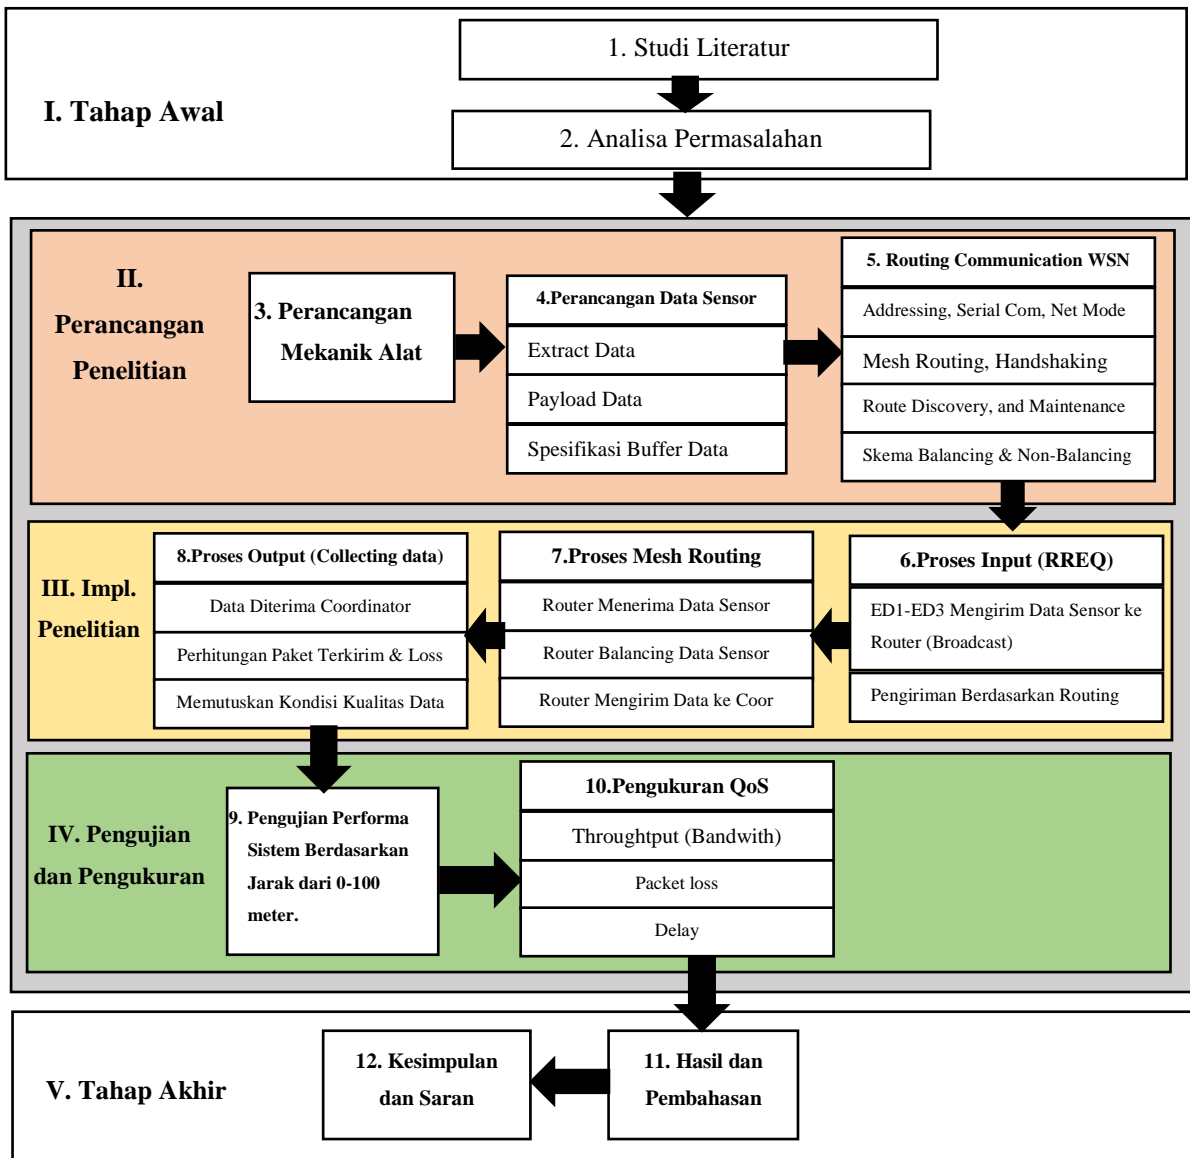 I. Tahap Awal
1. Studi Literatur
2. Analisa Permasalahan
II.
Perancangan
Penelitian
3. Perancangan
Mekanik Alat
4.Perancangan Data Sensor
Extract Data
Payload Data
Spesifikasi Buffer Data
5. Routing Communication WSN
Addressing, Serial Com, Net Mode
Mesh Routing, Handshaking
Route Discovery, and Maintenance
Skema Balancing & Non-Balancing
III. Impl.
Penelitian
6.Proses Input (RREQ)
ED1-ED3 Mengirim Data Sensor ke
Router (Broadcast)
Pengiriman Berdasarkan Routing
7.Proses Mesh Routing
Router Menerima Data Sensor
Router Balancing Data Sensor
Router Mengirim Data ke Coor
8.Proses Output (Collecting data)
Data Diterima Coordinator
Perhitungan Paket Terkirim & Loss
Memutuskan Kondisi Kualitas Data
IV. Pengujian
dan Pengukuran
9. Pengujian Performa
Sistem Berdasarkan
Jarak dari 0-100
meter.
10.Pengukuran QoS
Throughtput (Bandwith)
Packet loss
Delay
V. Tahap Akhir
11. Hasil dan
Pembahasan
12. Kesimpulan
dan Saran